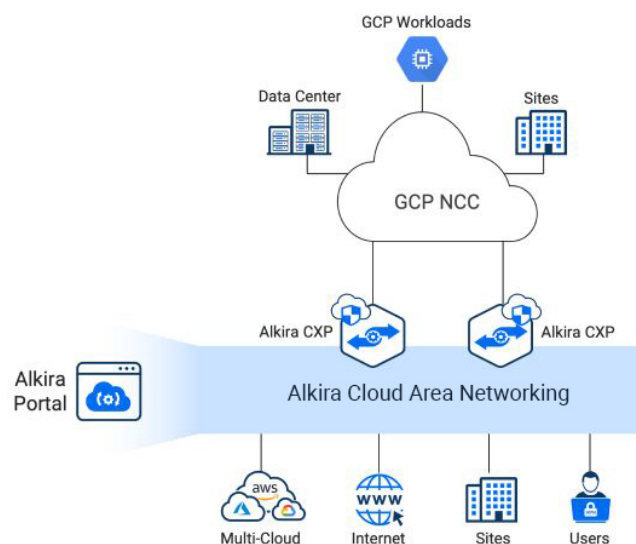 GCP Workloads
Data Center
Sites
GCP NCC
Alkira CXP
Alkira CXP
Alkira
Portal
Alkira Cloud Area Networking
aws
WWW
VPN
Multi-Cloud
Internet
Sites
Users